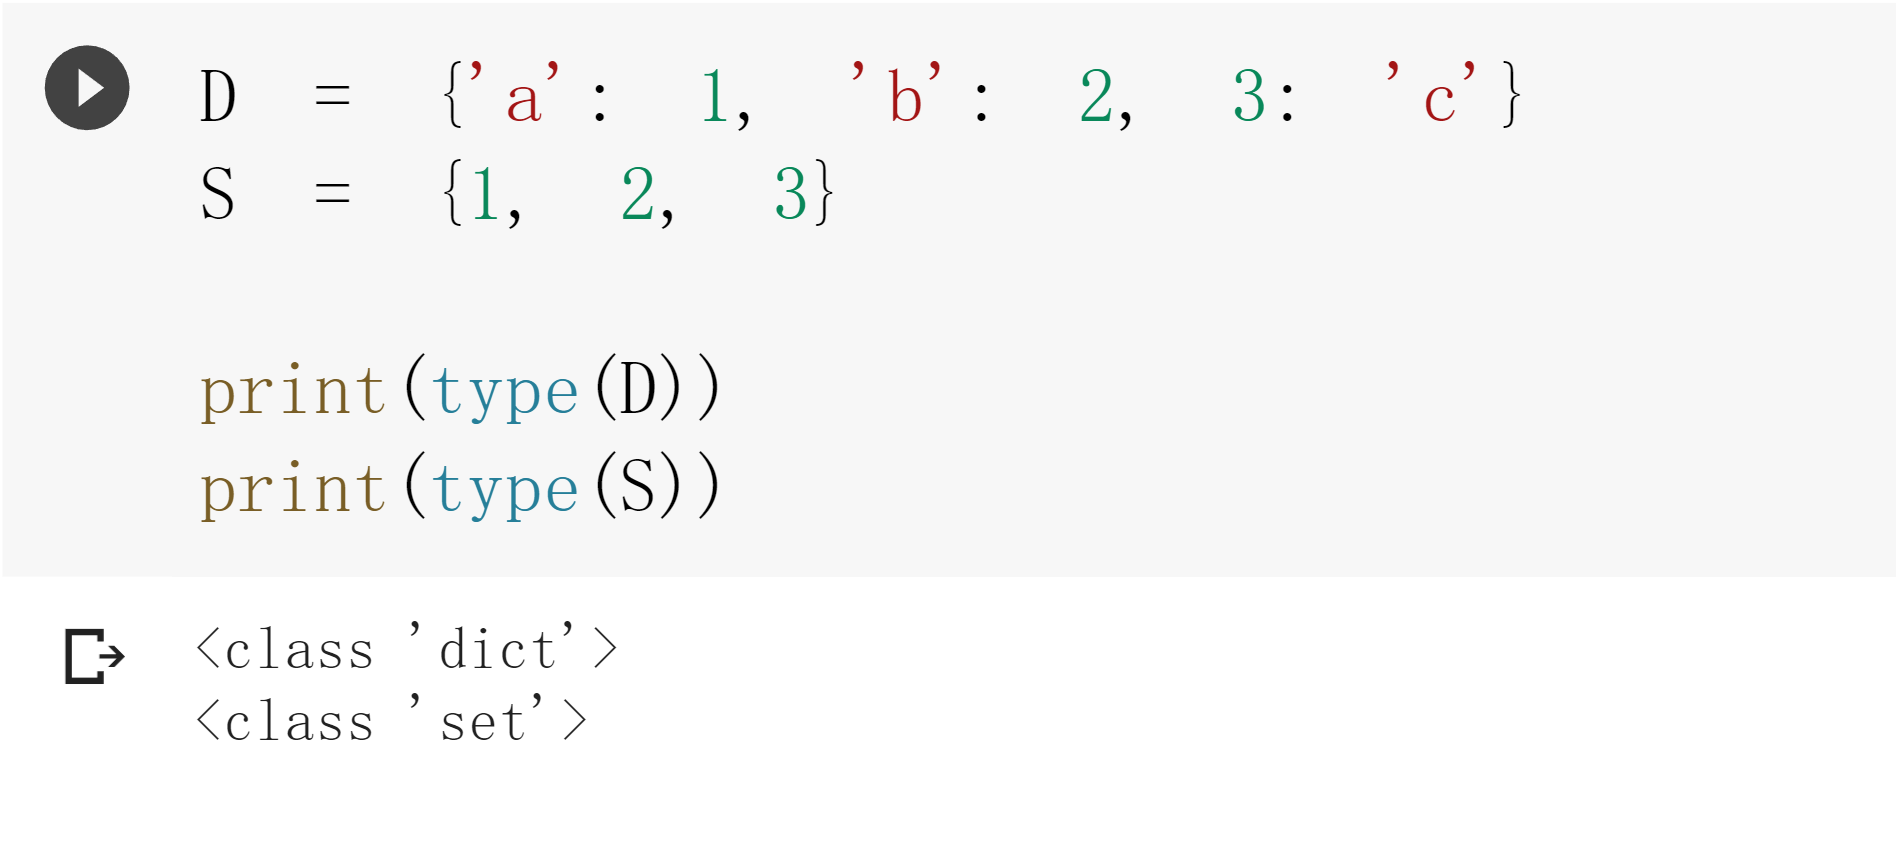 D = {'a': 1, 'b': 2, 3: 'c'}
S = {1, 2, 3}
print(type(D))
print(type(S))
<class 'dict'>
<class 'set'>